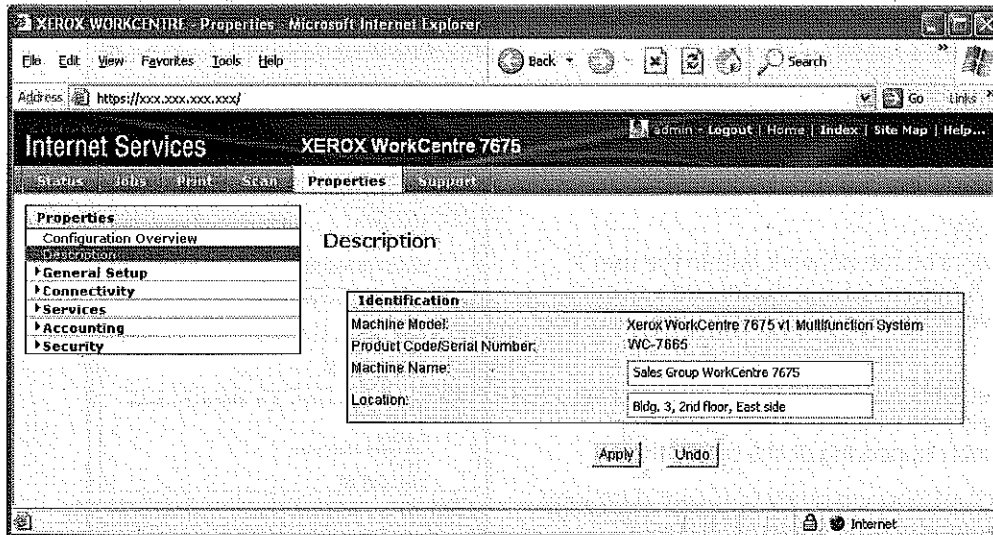 XEROX WORKCENTRE - Properties - Microsoft Internet Explorer
File Edit View Favorites Tools Help
Back Search »
Address https://xxx.xxx.xxx.xxx/ Go Links »
Internet Services XEROX WorkCentre 7675 admin - Logout | Home | Index | Site Map | Help...
Status Jobs Print Scan Properties Support
Properties
Configuration Overview
Description
General Setup
Connectivity
Services
Accounting
Security
Description
Identification
Machine Model: Xerox WorkCentre 7675 v1 Multifunction System
Product Code/Serial Number: WC-7665
Machine Name: Sales Group WorkCentre 7675
Location: Bldg. 3, 2nd floor, East side
Apply Undo
Internet